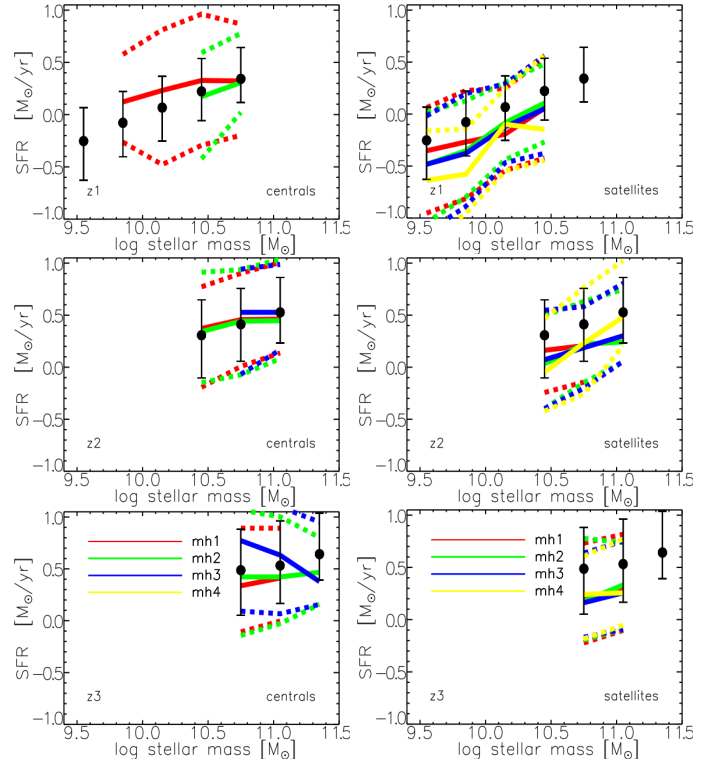 1.0 1.0
0.5 0.5
0.0 0.0
−0.5 −0.5
−1.0 −1.0
SFR [M⊙/yr] SFR [M⊙/yr]
z1 centrals z1 satellites
9.5 10.0 10.5 11.0 11.5 9.5 10.0 10.5 11.0 11.5
log stellar mass [M⊙] log stellar mass [M⊙]
1.0 1.0
0.5 0.5
0.0 0.0
−0.5 −0.5
−1.0 −1.0
SFR [M⊙/yr] SFR [M⊙/yr]
z2 centrals z2 satellites
9.5 10.0 10.5 11.0 11.5 9.5 10.0 10.5 11.0 11.5
log stellar mass [M⊙] log stellar mass [M⊙]
1.0 1.0
0.5 0.5
0.0 0.0
−0.5 −0.5
−1.0 −1.0
SFR [M⊙/yr] SFR [M⊙/yr]
mh1 mh1
mh2 mh2
mh3 mh3
mh4 mh4
z3 centrals z3 satellites
9.5 10.0 10.5 11.0 11.5 9.5 10.0 10.5 11.0 11.5
log stellar mass [M⊙] log stellar mass [M⊙]